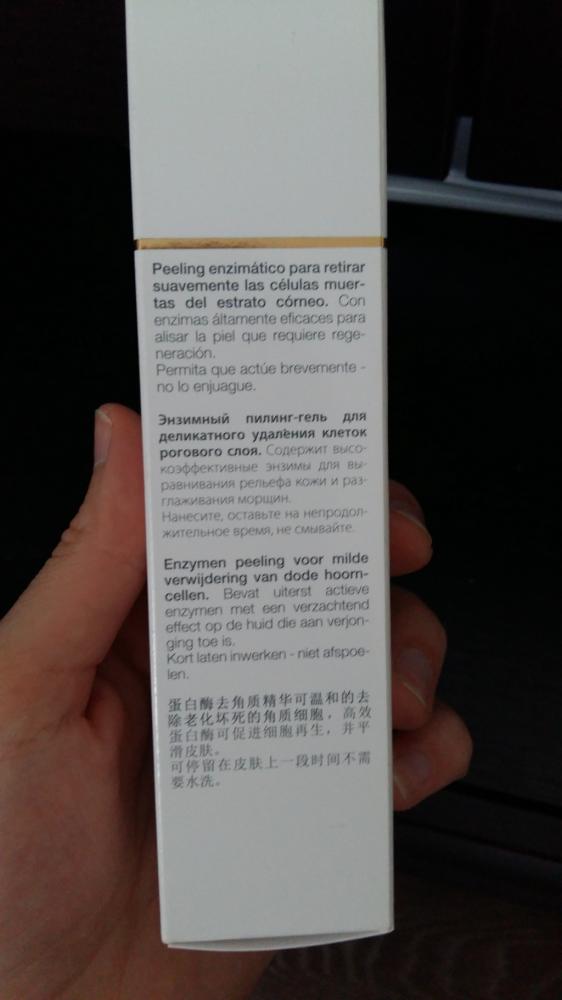 Peeling enzimático para retirar
suavemente las células muer-
tas del estrato córneo. Con
enzimas áltamente eficaces para
alisar la piel que requiere rege-
neración.
Permita que actúe brevemente -
no lo enjuague.
Энзимный пилинг-гель для
деликатного удаления клеток
рогового слоя. Содержит высо-
коэффективные энзимы для вы-
равнивания рельефа кожи и раз-
глаживания морщин.
Нанесите, оставьте на непродол-
жительное время, не смывайте.
Enzymen peeling voor milde
verwijdering van dode hoorn-
cellen. Bevat uiterst actieve
enzymen met een verzachtend
effect op de huid die aan verjon-
ging toe is.
Kort laten inwerken - niet afspoe-
len.
蛋白酶去角质精华可温和的去
除老化坏死的角质细胞，高效
蛋白酶可促进细胞再生，并平
滑皮肤。
可停留在皮肤上一段时间不需
要水洗。